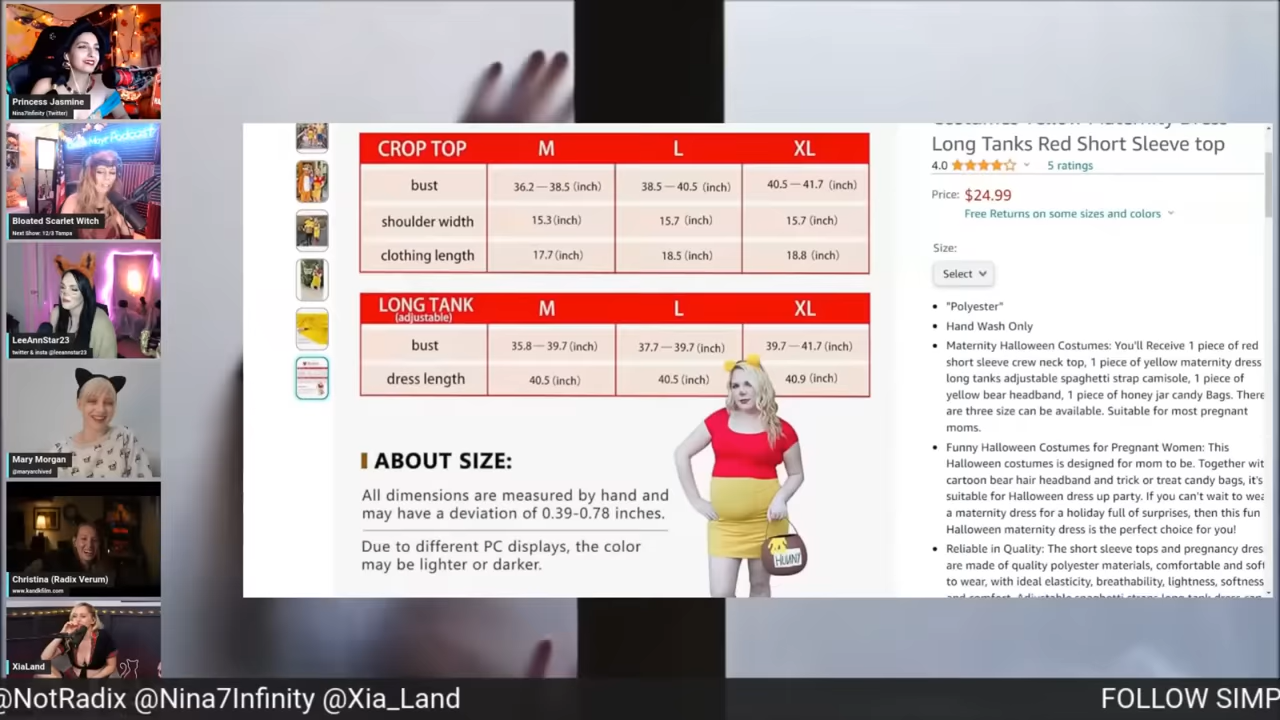 Princess Jasmine
Nina7Infinity (Twitter)
Bloated Scarlet Witch
Next Show: 12/3 Tampa
LeeAnnStar23
twitter & insta @leeannstar23
Mary Morgan
@maryarchived
Christina (Radix Verum)
www.kandkfilm.com
XiaLand
CROP TOP M L XL
bust 36.2—38.5 (inch) 38.5—40.5 (inch) 40.5—41.7 (inch)
shoulder width 15.3 (inch) 15.7 (inch) 15.7 (inch)
clothing length 17.7 (inch) 18.5 (inch) 18.8 (inch)
LONG TANK M L XL
(adjustable)
bust 35.8—39.7 (inch) 37.7—39.7 (inch) 39.7—41.7 (inch)
dress length 40.5 (inch) 40.5 (inch) 40.9 (inch)
ABOUT SIZE:
All dimensions are measured by hand and
may have a deviation of 0.39-0.78 inches.
Due to different PC displays, the color
may be lighter or darker.
HUNNY
Long Tanks Red Short Sleeve top
4.0 5 ratings
Price: $24.99
Free Returns on some sizes and colors
Size:
Select
"Polyester"
Hand Wash Only
Maternity Halloween Costumes: You'll Receive 1 piece of red
short sleeve crew neck top, 1 piece of yellow maternity dress
long tanks adjustable spaghetti strap camisole, 1 piece of
yellow bear headband, 1 piece of honey jar candy Bags. There
are three size can be available. Suitable for most pregnant
moms.
Funny Halloween Costumes for Pregnant Women: This
Halloween costumes is designed for mom to be. Together wit
cartoon bear hair headband and trick or treat candy bags, it's
suitable for Halloween dress up party. If you can't wait to wea
a maternity dress for a holiday full of surprises, then this fun
Halloween maternity dress is the perfect choice for you!
Reliable in Quality: The short sleeve tops and pregnancy dres
are made of quality polyester materials, comfortable and soft
to wear, with ideal elasticity, breathability, lightness, softness
@NotRadix @Nina7Infinity @Xia_Land
FOLLOW SIMP